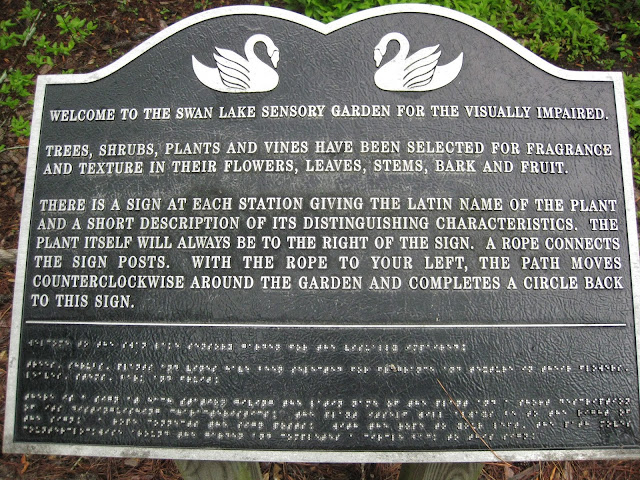 WELCOME TO THE SWAN LAKE SENSORY GARDEN FOR THE VISUALLY IMPAIRED.
TREES, SHRUBS, PLANTS AND VINES HAVE BEEN SELECTED FOR FRAGRANCE
AND TEXTURE IN THEIR FLOWERS, LEAVES, STEMS, BARK AND FRUIT.
THERE IS A SIGN AT EACH STATION GIVING THE LATIN NAME OF THE PLANT
AND A SHORT DESCRIPTION OF ITS DISTINGUISHING CHARACTERISTICS. THE
PLANT ITSELF WILL ALWAYS BE TO THE RIGHT OF THE SIGN. A ROPE CONNECTS
THE SIGN POSTS. WITH THE ROPE TO YOUR LEFT, THE PATH MOVES
COUNTERCLOCKWISE AROUND THE GARDEN AND COMPLETES A CIRCLE BACK
TO THIS SIGN.